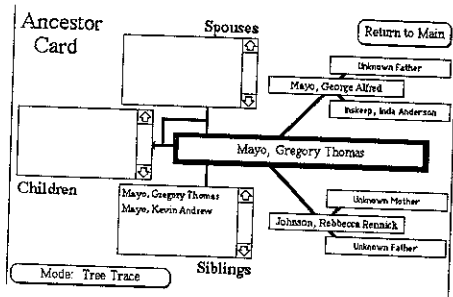 Ancestor
Card
Spouses
Return to Main
Unknown Father
Mayo, George Alfred
Inskeep, Inda Anderson
Mayo, Gregory Thomas
Children
Mayo, Gregory Thomas
Mayo, Kevin Andrew
Unknown Mother
Johnson, Rebbecca Rennick
Unknown Father
Siblings
Mode: Tree Trace